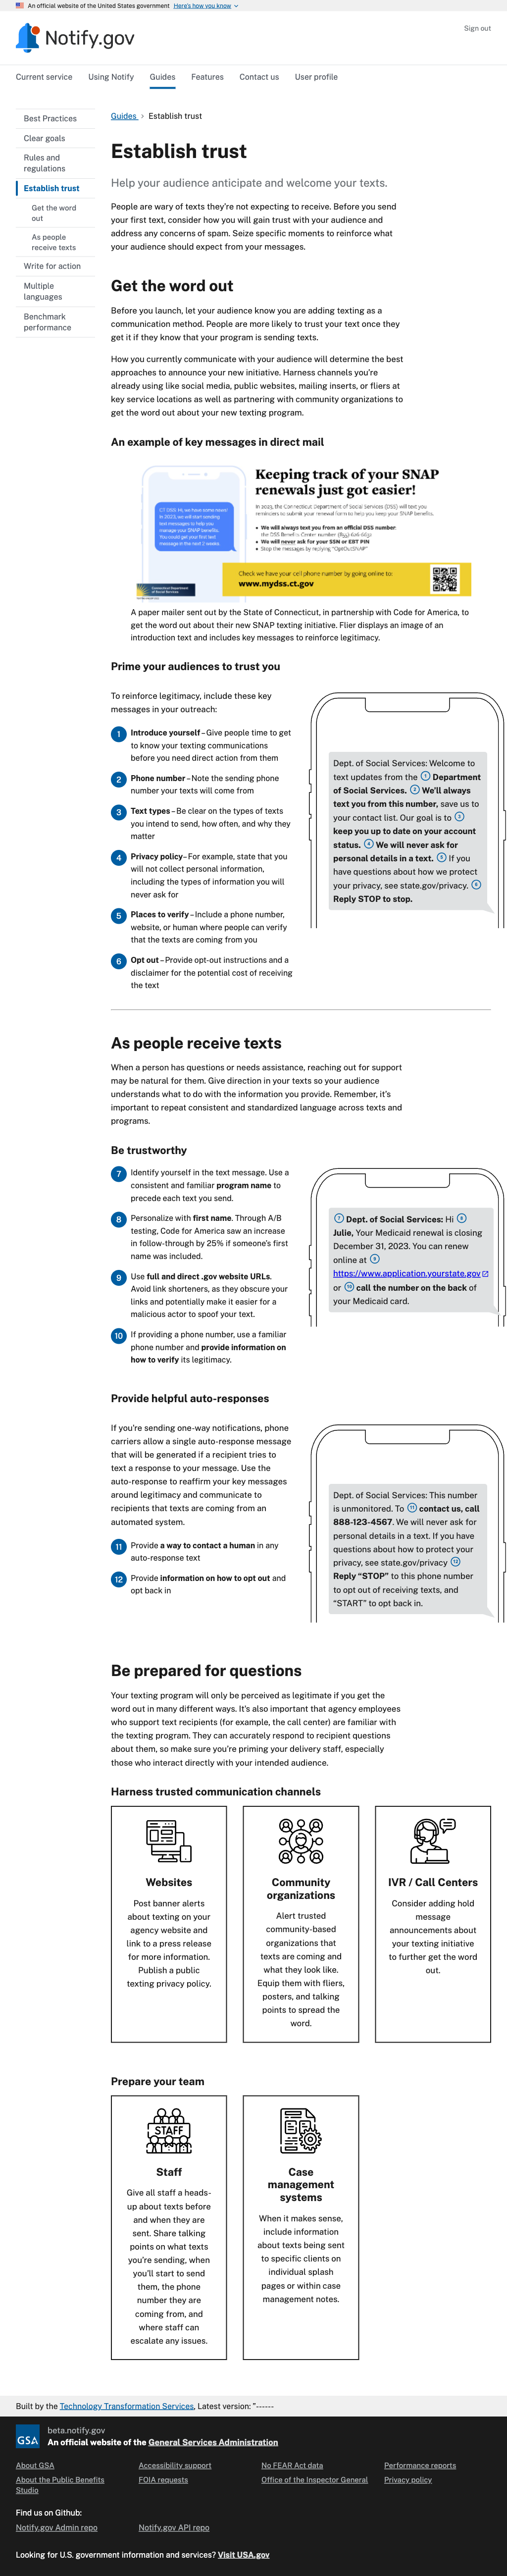 An official website of the United States government Here's how you know
Notify.gov
Sign out
Current service Using Notify Guides Features Contact us User profile
Best Practices
Clear goals
Rules and
regulations
Establish trust
Get the word
out
As people
receive texts
Write for action
Multiple
languages
Benchmark
performance
Guides > Establish trust
Establish trust
Help your audience anticipate and welcome your texts.
People are wary of texts they're not expecting to receive. Before you send
your first text, consider how you will gain trust with your audience and
address any concerns of spam. Seize specific moments to reinforce what
your audience should expect from your messages.
Get the word out
Before you launch, let your audience know you are adding texting as a
communication method. People are more likely to trust your text once they
get it if they know that your program is sending texts.
How you currently communicate with your audience will determine the best
approaches to announce your new initiative. Harness channels you're
already using like social media, public websites, mailing inserts, or fliers at
key service locations as well as partnering with community organizations to
get the word out about your new texting program.
An example of key messages in direct mail
Keeping track of your SNAP
renewals just got easier!
In 2023, the Connecticut Department of Social Services (DSS) will text you
reminders to submit your renewal form for SNAP benefits.
• We will always text you from an official DSS number:
• We will never ask for your SSN or EBT PIN
• Stop the messages by replying "OptOutSNAP"
CT DSS: Hi, we have some news!
In 2023, we will start
text messages to help you
manage your SNAP benefits.
You could get your first text
message in the next 2 weeks.
Connecticut Department
of Social Services
Check we have your cell phone number by going online to:
www.mydss.ct.gov
A paper mailer sent out by the State of Connecticut, in partnership with Code for America, to
get the word out about their new SNAP texting initiative. Flier displays an image of an
introduction text and includes key messages to reinforce legitimacy.
Prime your audiences to trust you
To reinforce legitimacy, include these key
messages in your outreach:
1 Introduce yourself – Give people time to get
to know your texting communications
before you need direct action from them
2 Phone number – Note the sending phone
number your texts will come from
3 Text types – Be clear on the types of texts
you intend to send, how often, and why they
matter
4 Privacy policy – For example, state that you
will not collect personal information,
including the types of information you will
never ask for
5 Places to verify – Include a phone number,
website, or human where people can verify
that the texts are coming from you
6 Opt out – Provide opt-out instructions and a
disclaimer for the potential cost of receiving
the text
Dept. of Social Services: Welcome to
text updates from the 1 Department
of Social Services. 2 We'll always
text you from this number, save us to
your contact list. Our goal is to 3
keep you up to date on your account
status. 4 We will never ask for
personal details in a text. 5 If you
have questions about how we protect
your privacy, see state.gov/privacy. 6
Reply STOP to stop.
As people receive texts
When a person has questions or needs assistance, reaching out for support
may be natural for them. Give direction in your texts so your audience
understands what to do with the information you provide. Remember, it's
important to repeat consistent and standardized language across texts and
programs.
Be trustworthy
7 Identify yourself in the text message. Use a
consistent and familiar program name to
precede each text you send.
8 Personalize with first name. Through A/B
testing, Code for America saw an increase
in follow-through by 25% if someone's first
name was included.
9 Use full and direct .gov website URLs.
Avoid link shorteners, as they obscure your
links and potentially make it easier for a
malicious actor to spoof your text.
10 If providing a phone number, use a familiar
phone number and provide information on
how to verify its legitimacy.
7 Dept. of Social Services: Hi 8
Julie, Your Medicaid renewal is closing
December 31, 2023. You can renew
online at 9
https://www.application.yourstate.gov
or 10 call the number on the back of
your Medicaid card.
Provide helpful auto-responses
If you're sending one-way notifications, phone
carriers allow a single auto-response message
that will be generated if a recipient tries to
text a response to your message. Use the
auto-response to reaffirm your key messages
around legitimacy and communicate to
recipients that texts are coming from an
automated system.
11 Provide a way to contact a human in any
auto-response text
12 Provide information on how to opt out and
opt back in
Dept. of Social Services: This number
is unmonitored. To 11 contact us, call
888-123-4567. We will never ask for
personal details in a text. If you have
questions about how to protect your
privacy, see state.gov/privacy 12
Reply "STOP" to this phone number
to opt out of receiving texts, and
"START" to opt back in.
Be prepared for questions
Your texting program will only be perceived as legitimate if you get the
word out in many different ways. It's also important that agency employees
who support text recipients (for example, the call center) are familiar with
the texting program. They can accurately respond to recipient questions
about them, so make sure you're priming your delivery staff, especially
those who interact directly with your intended audience.
Harness trusted communication channels
Websites
Post banner alerts
about texting on your
agency website and
link to a press release
for more information.
Publish a public
texting privacy policy.
Community
organizations
Alert trusted
community-based
organizations that
texts are coming and
what they look like.
Equip them with fliers,
posters, and talking
points to spread the
word.
IVR / Call Centers
Consider adding hold
message
announcements about
your texting initiative
to further get the word
out.
Prepare your team
STAFF
Staff
Give all staff a heads-
up about texts before
and when they are
sent. Share talking
points on what texts
you're sending, when
you'll start to send
them, the phone
number they are
coming from, and
where staff can
escalate any issues.
Case
management
systems
When it makes sense,
include information
about texts being sent
to specific clients on
individual splash
pages or within case
management notes.
Built by the Technology Transformation Services, Latest version: "------
GSA
beta.notify.gov
An official website of the General Services Administration
About GSA Accessibility support No FEAR Act data Performance reports
About the Public Benefits
Studio
FOIA requests Office of the Inspector General Privacy policy
Find us on Github:
Notify.gov Admin repo Notify.gov API repo
Looking for U.S. government information and services? Visit USA.gov